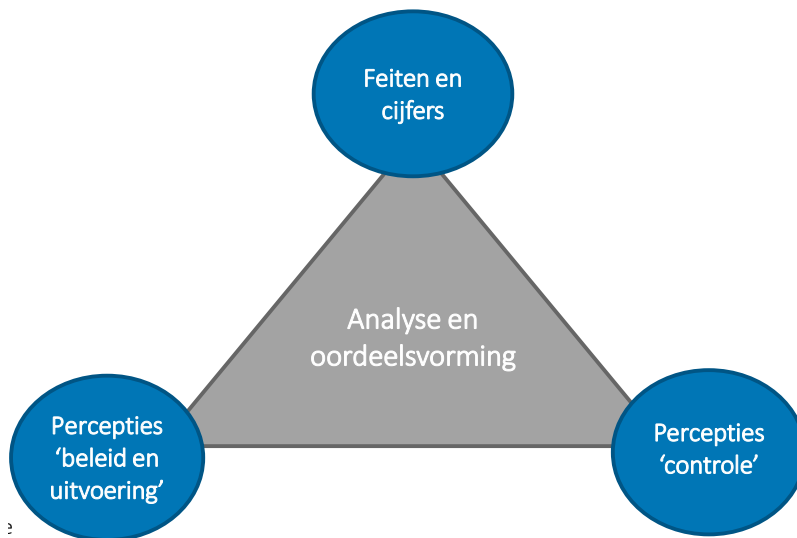 Feiten en
cijfers
Analyse en
oordeelsvorming
Percepties
‘beleid en
uitvoering’
Percepties
‘controle’